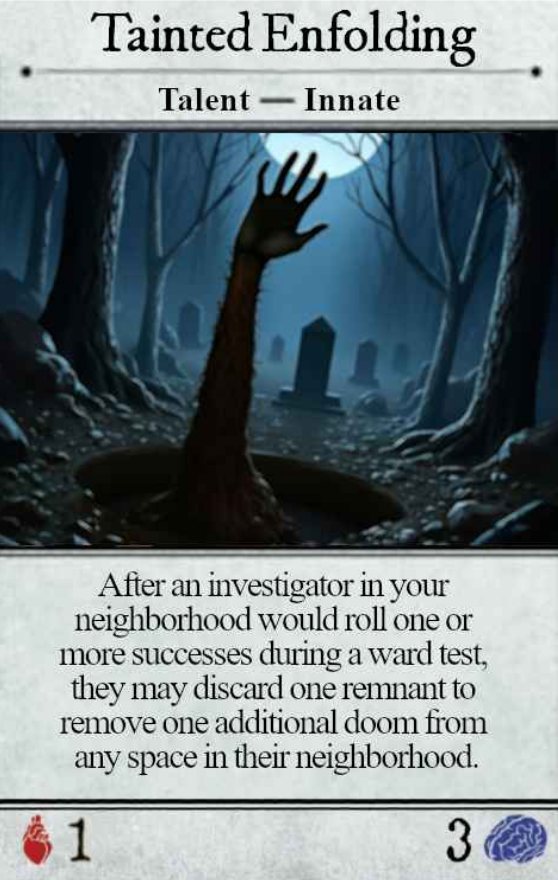 Tainted Enfolding
Talent — Innate
After an investigator in your
neighborhood would roll one or
more successes during a ward test,
they may discard one remnant to
remove one additional doom from
any space in their neighborhood.
1
3